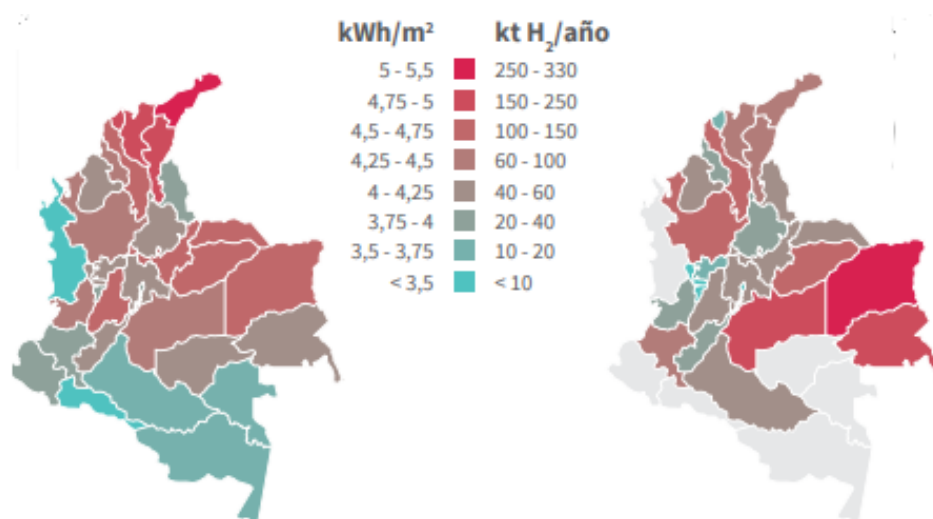 kWh/m² kt H₂/año
5 - 5,5 250 - 330
4,75 - 5 150 - 250
4,5 - 4,75 100 - 150
4,25 - 4,5 60 - 100
4 - 4,25 40 - 60
3,75 - 4 20 - 40
3,5 - 3,75 10 - 20
< 3,5 < 10